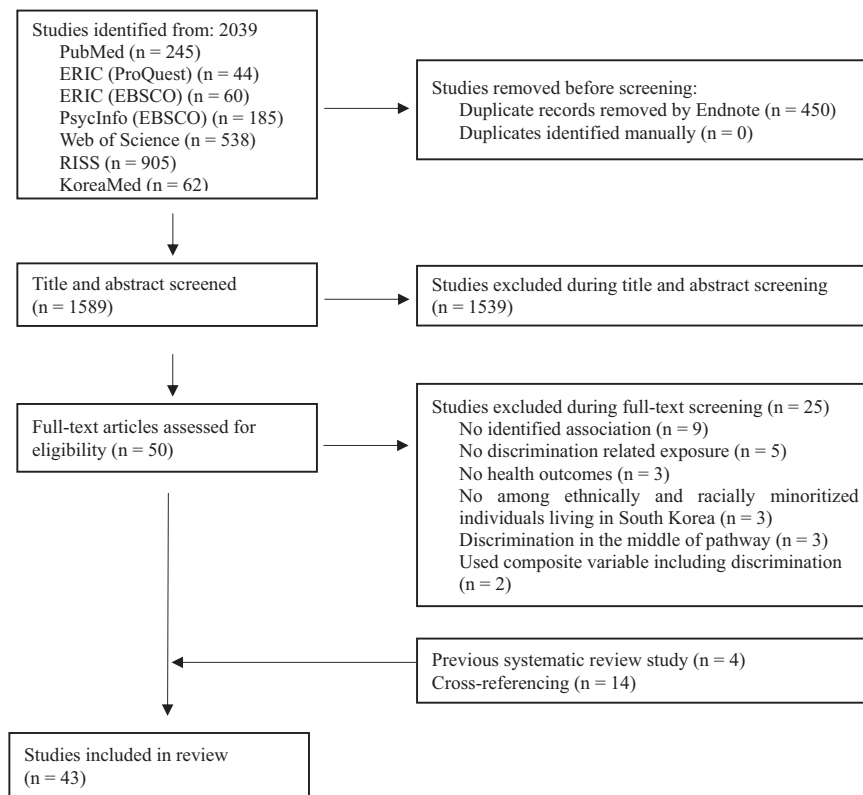 Studies identified from: 2039
PubMed (n = 245)
ERIC (ProQuest) (n = 44)
ERIC (EBSCO) (n = 60)
PsycInfo (EBSCO) (n = 185)
Web of Science (n = 538)
RISS (n = 905)
KoreaMed (n = 62)
Studies removed before screening:
Duplicate records removed by Endnote (n = 450)
Duplicates identified manually (n = 0)
Title and abstract screened
(n = 1589)
Studies excluded during title and abstract screening
(n = 1539)
Full-text articles assessed for
eligibility (n = 50)
Studies excluded during full-text screening (n = 25)
No identified association (n = 9)
No discrimination related exposure (n = 5)
No health outcomes (n = 3)
No among ethnically and racially minoritized
individuals living in South Korea (n = 3)
Discrimination in the middle of pathway (n = 3)
Used composite variable including discrimination
(n = 2)
Previous systematic review study (n = 4)
Cross-referencing (n = 14)
Studies included in review
(n = 43)